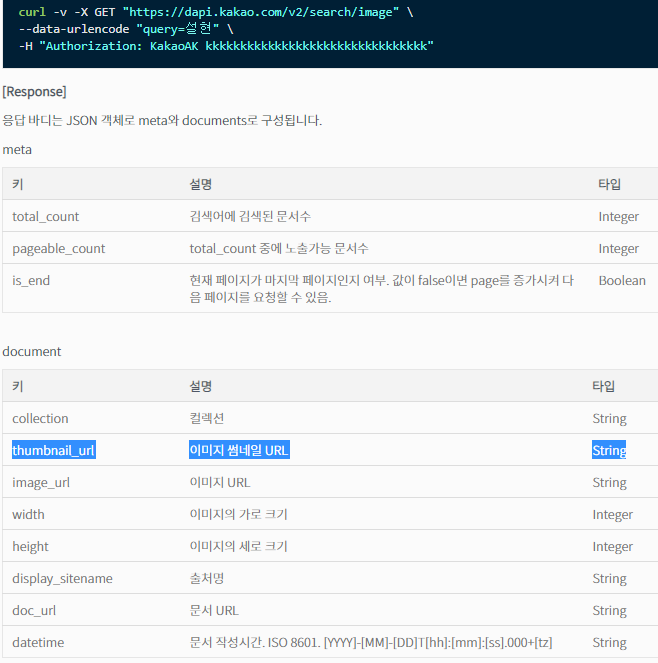 curl -v -X GET "https://dapi.kakao.com/v2/search/image" \
--data-urlencode "query=설현" \
-H "Authorization: KakaoAK kkkkkkkkkkkkkkkkkkkkkkkkkkkkkkkk"
[Response]
응답 바디는 JSON 객체로 meta와 documents로 구성됩니다.
meta
키 설명 타입
total_count 검색어에 검색된 문서수 Integer
pageable_count total_count 중에 노출가능 문서수 Integer
is_end 현재 페이지가 마지막 페이지인지 여부. 값이 false이면 page를 증가시켜 다 Boolean
음 페이지를 요청할 수 있음.
document
키 설명 타입
collection 컬렉션 String
thumbnail_url 이미지 썸네일 URL String
image_url 이미지 URL String
width 이미지의 가로 크기 Integer
height 이미지의 세로 크기 Integer
display_sitename 출처명 String
doc_url 문서 URL String
datetime 문서 작성시간. ISO 8601. [YYYY]-[MM]-[DD]T[hh]:[mm]:[ss].000+[tz] String